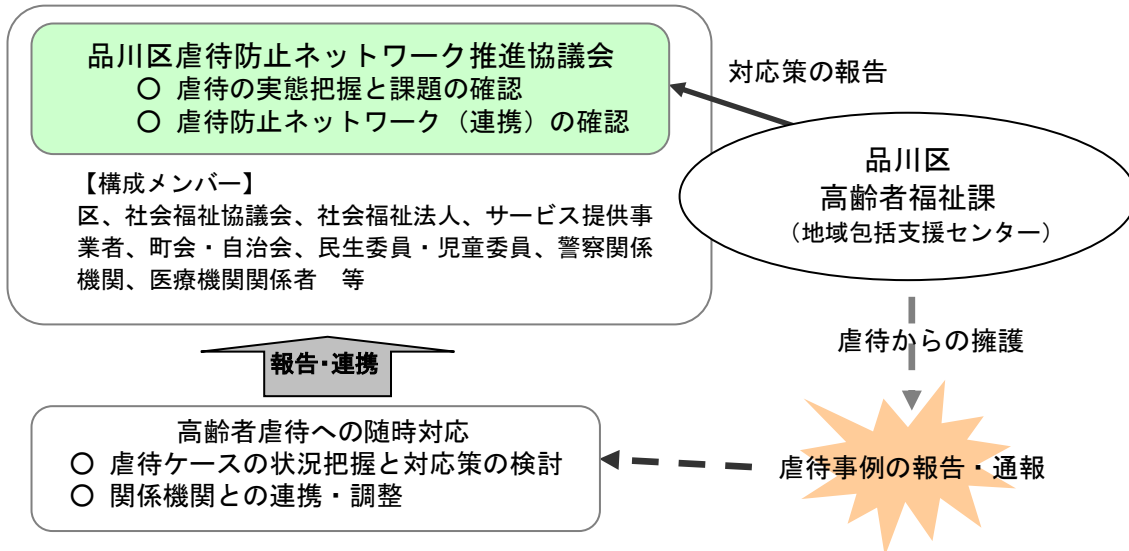 品川区虐待防止ネットワーク推進協議会
〇 虐待の実態把握と課題の確認
〇 虐待防止ネットワーク（連携）の確認
【構成メンバー】
区、社会福祉協議会、社会福祉法人、サービス提供事
業者、町会・自治会、民生委員・児童委員、警察関係
機関、医療機関関係者　等
対応策の報告
品川区
高齢者福祉課
（地域包括支援センター）
虐待からの擁護
報告・連携
高齢者虐待への随時対応
〇 虐待ケースの状況把握と対応策の検討
〇 関係機関との連携・調整
虐待事例の報告・通報